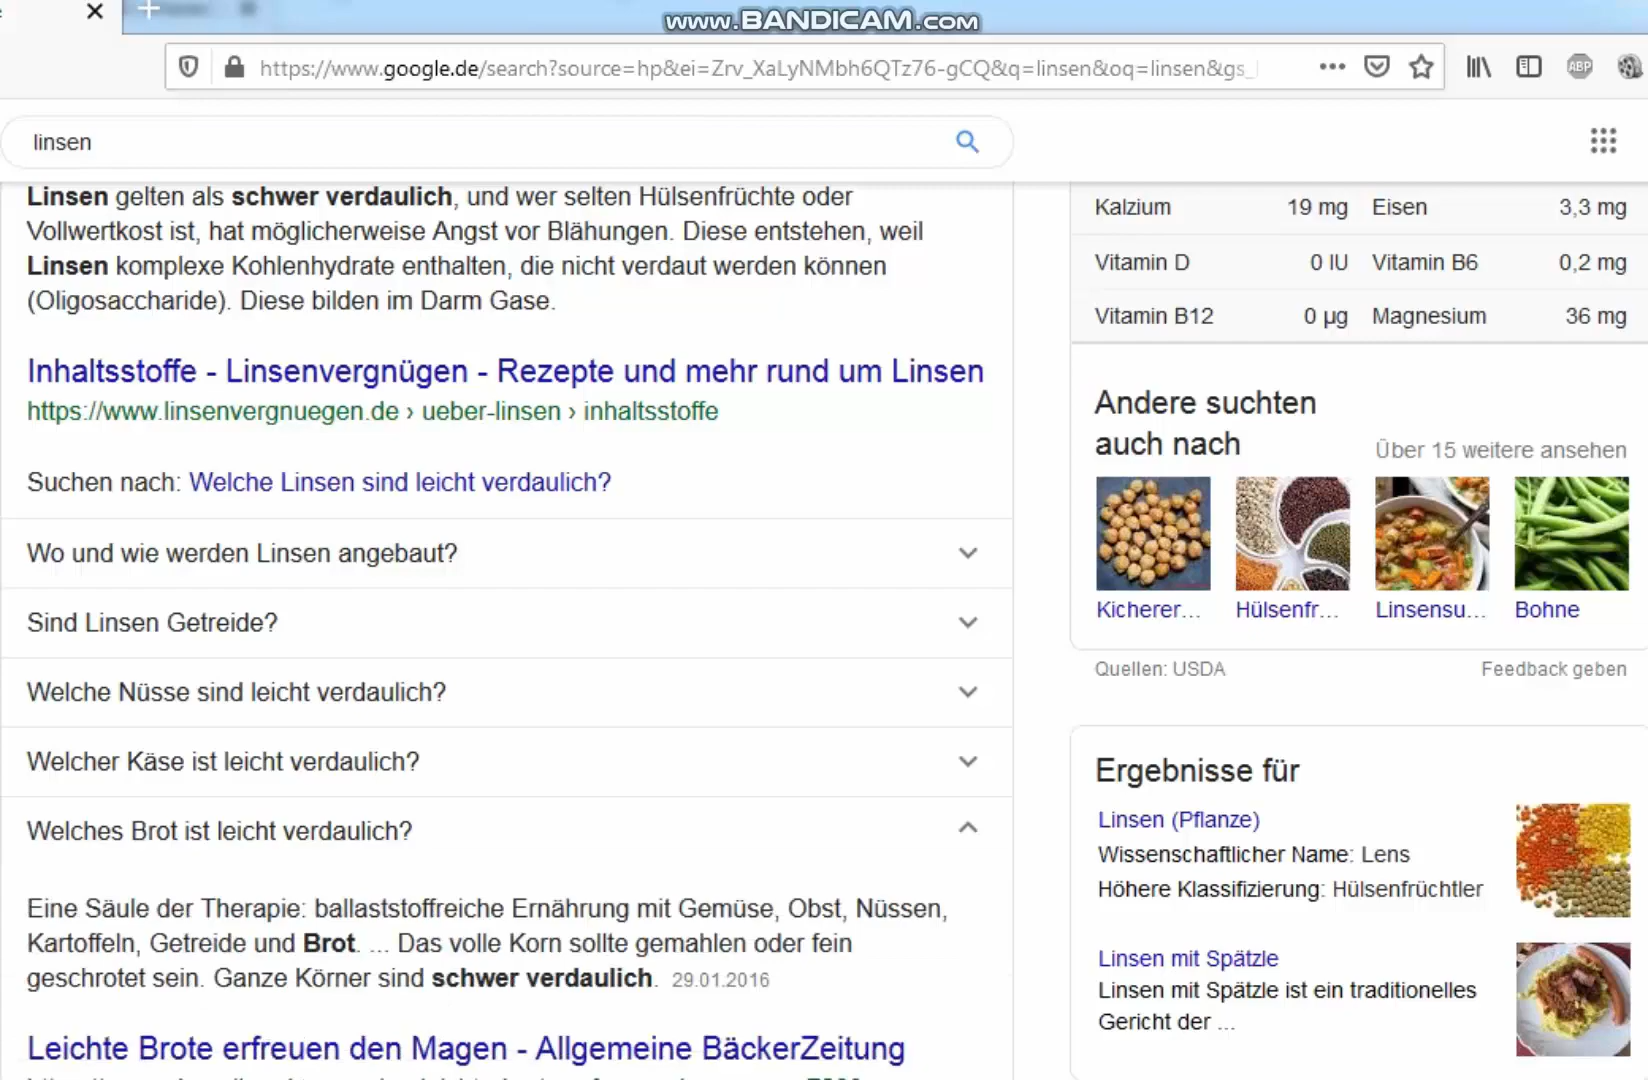 www.BANDICAM.com
https://www.google.de/search?source=hp&ei=Zrv_XaLyNMbh6QTz76-gCQ&q=linsen&oq=linsen&gs_
ABP
linsen
Linsen gelten als schwer verdaulich, und wer selten Hülsenfrüchte oder
Vollwertkost ist, hat möglicherweise Angst vor Blähungen. Diese entstehen, weil
Linsen komplexe Kohlenhydrate enthalten, die nicht verdaut werden können
(Oligosaccharide). Diese bilden im Darm Gase.
Inhaltsstoffe - Linsenvergnügen - Rezepte und mehr rund um Linsen
https://www.linsenvergnuegen.de › ueber-linsen › inhaltsstoffe
Suchen nach: Welche Linsen sind leicht verdaulich?
Wo und wie werden Linsen angebaut?
Sind Linsen Getreide?
Welche Nüsse sind leicht verdaulich?
Welcher Käse ist leicht verdaulich?
Welches Brot ist leicht verdaulich?
Eine Säule der Therapie: ballaststoffreiche Ernährung mit Gemüse, Obst, Nüssen,
Kartoffeln, Getreide und Brot. ... Das volle Korn sollte gemahlen oder fein
geschrotet sein. Ganze Körner sind schwer verdaulich. 29.01.2016
Leichte Brote erfreuen den Magen - Allgemeine BäckerZeitung
Kalzium 19 mg Eisen 3,3 mg
Vitamin D 0 IU Vitamin B6 0,2 mg
Vitamin B12 0 µg Magnesium 36 mg
Andere suchten
auch nach
Über 15 weitere ansehen
Kicherer... Hülsenfr... Linsensu... Bohne
Quellen: USDA Feedback geben
Ergebnisse für
Linsen (Pflanze)
Wissenschaftlicher Name: Lens
Höhere Klassifizierung: Hülsenfrüchtler
Linsen mit Spätzle
Linsen mit Spätzle ist ein traditionelles
Gericht der ...